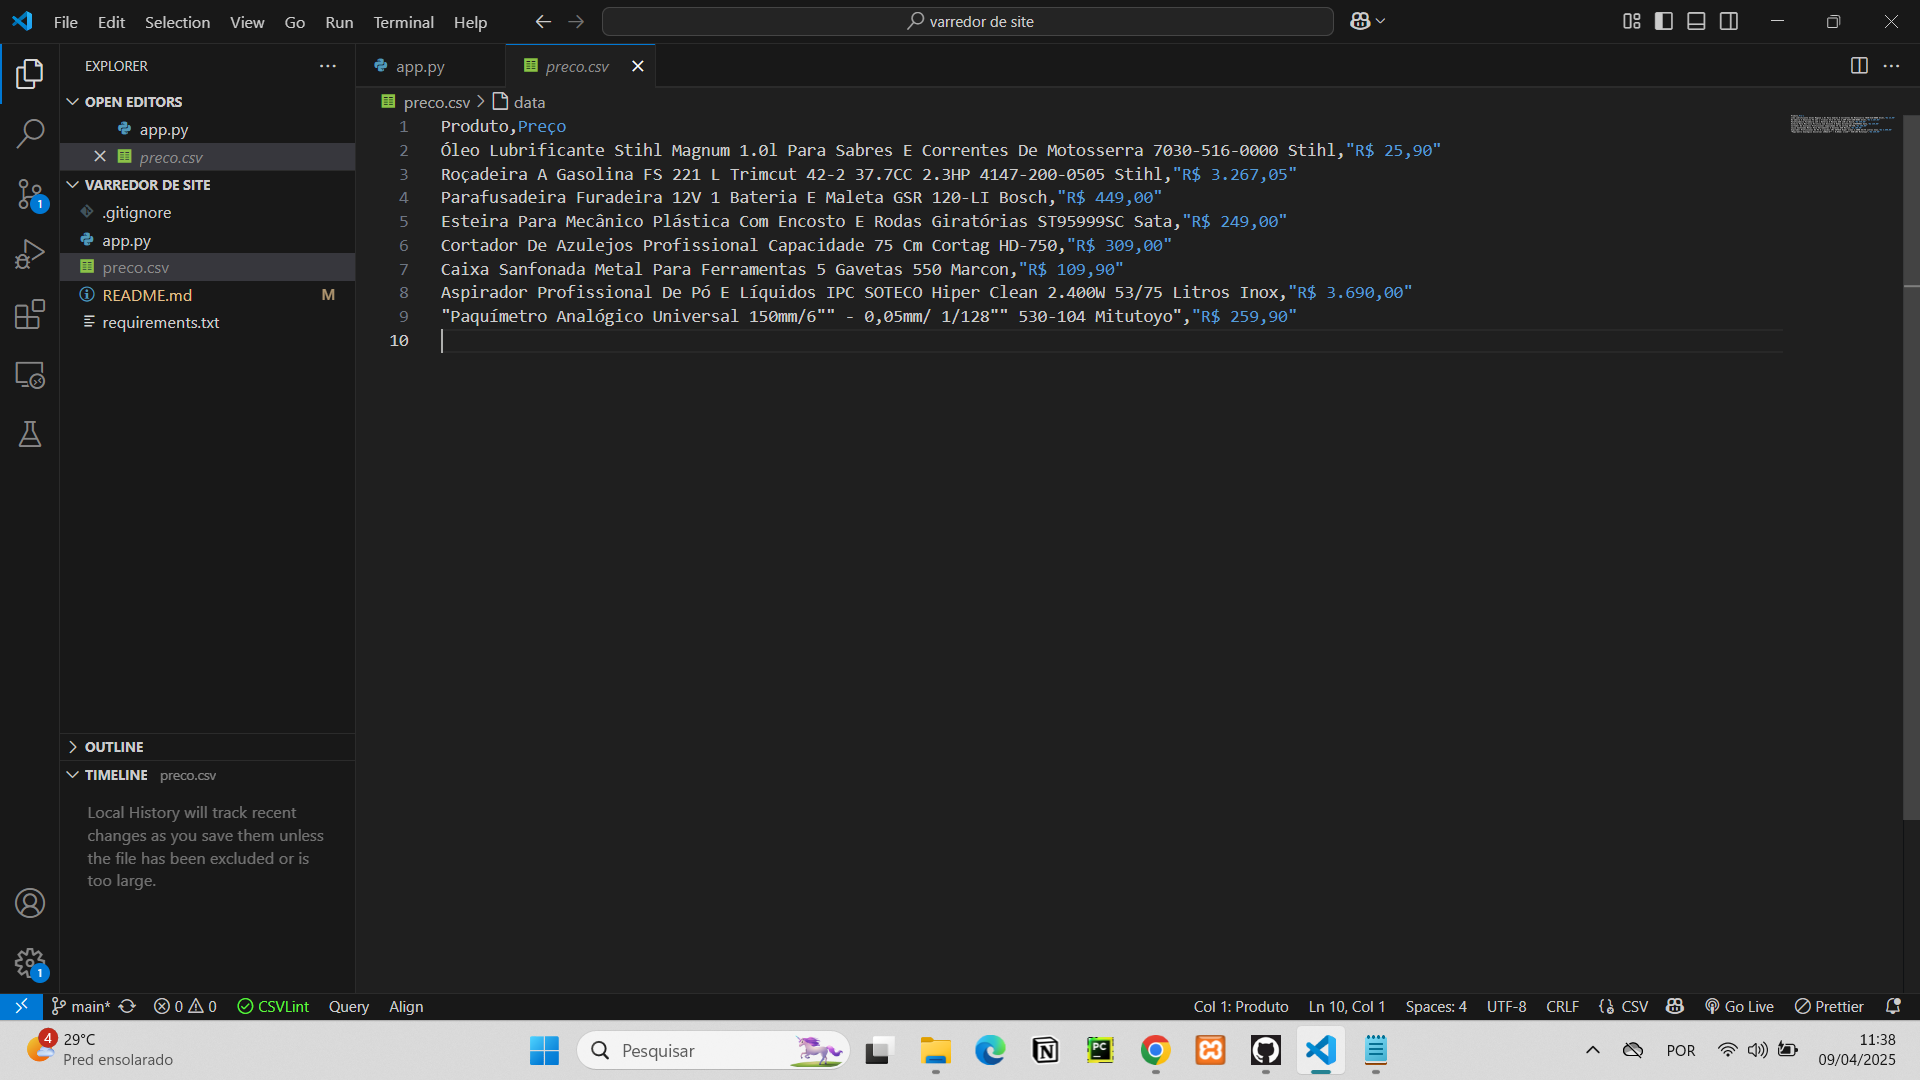 File Edit Selection View Go Run Terminal Help
varredor de site
EXPLORER
OPEN EDITORS
app.py
preco.csv
VARREDOR DE SITE
.gitignore
app.py
preco.csv
README.md M
requirements.txt
OUTLINE
TIMELINE preco.csv
Local History will track recent
changes as you save them unless
the file has been excluded or is
too large.
1
1
app.py
preco.csv
preco.csv > data
1 Produto,Preço
2 Óleo Lubrificante Stihl Magnum 1.0l Para Sabres E Correntes De Motosserra 7030-516-0000 Stihl,"R$ 25,90"
3 Roçadeira A Gasolina FS 221 L Trimcut 42-2 37.7CC 2.3HP 4147-200-0505 Stihl,"R$ 3.267,05"
4 Parafusadeira Furadeira 12V 1 Bateria E Maleta GSR 120-LI Bosch,"R$ 449,00"
5 Esteira Para Mecânico Plástica Com Encosto E Rodas Giratórias ST95999SC Sata,"R$ 249,00"
6 Cortador De Azulejos Profissional Capacidade 75 Cm Cortag HD-750,"R$ 309,00"
7 Caixa Sanfonada Metal Para Ferramentas 5 Gavetas 550 Marcon,"R$ 109,90"
8 Aspirador Profissional De Pó E Líquidos IPC SOTECO Hiper Clean 2.400W 53/75 Litros Inox,"R$ 3.690,00"
9 "Paquímetro Analógico Universal 150mm/6"" - 0,05mm/ 1/128"" 530-104 Mitutoyo","R$ 259,90"
10
main* 0 0 CSVLint Query Align
Col 1: Produto Ln 10, Col 1 Spaces: 4 UTF-8 CRLF CSV Go Live Prettier
4
29°C
Pred ensolarado
Pesquisar
PC
POR
11:38
09/04/2025